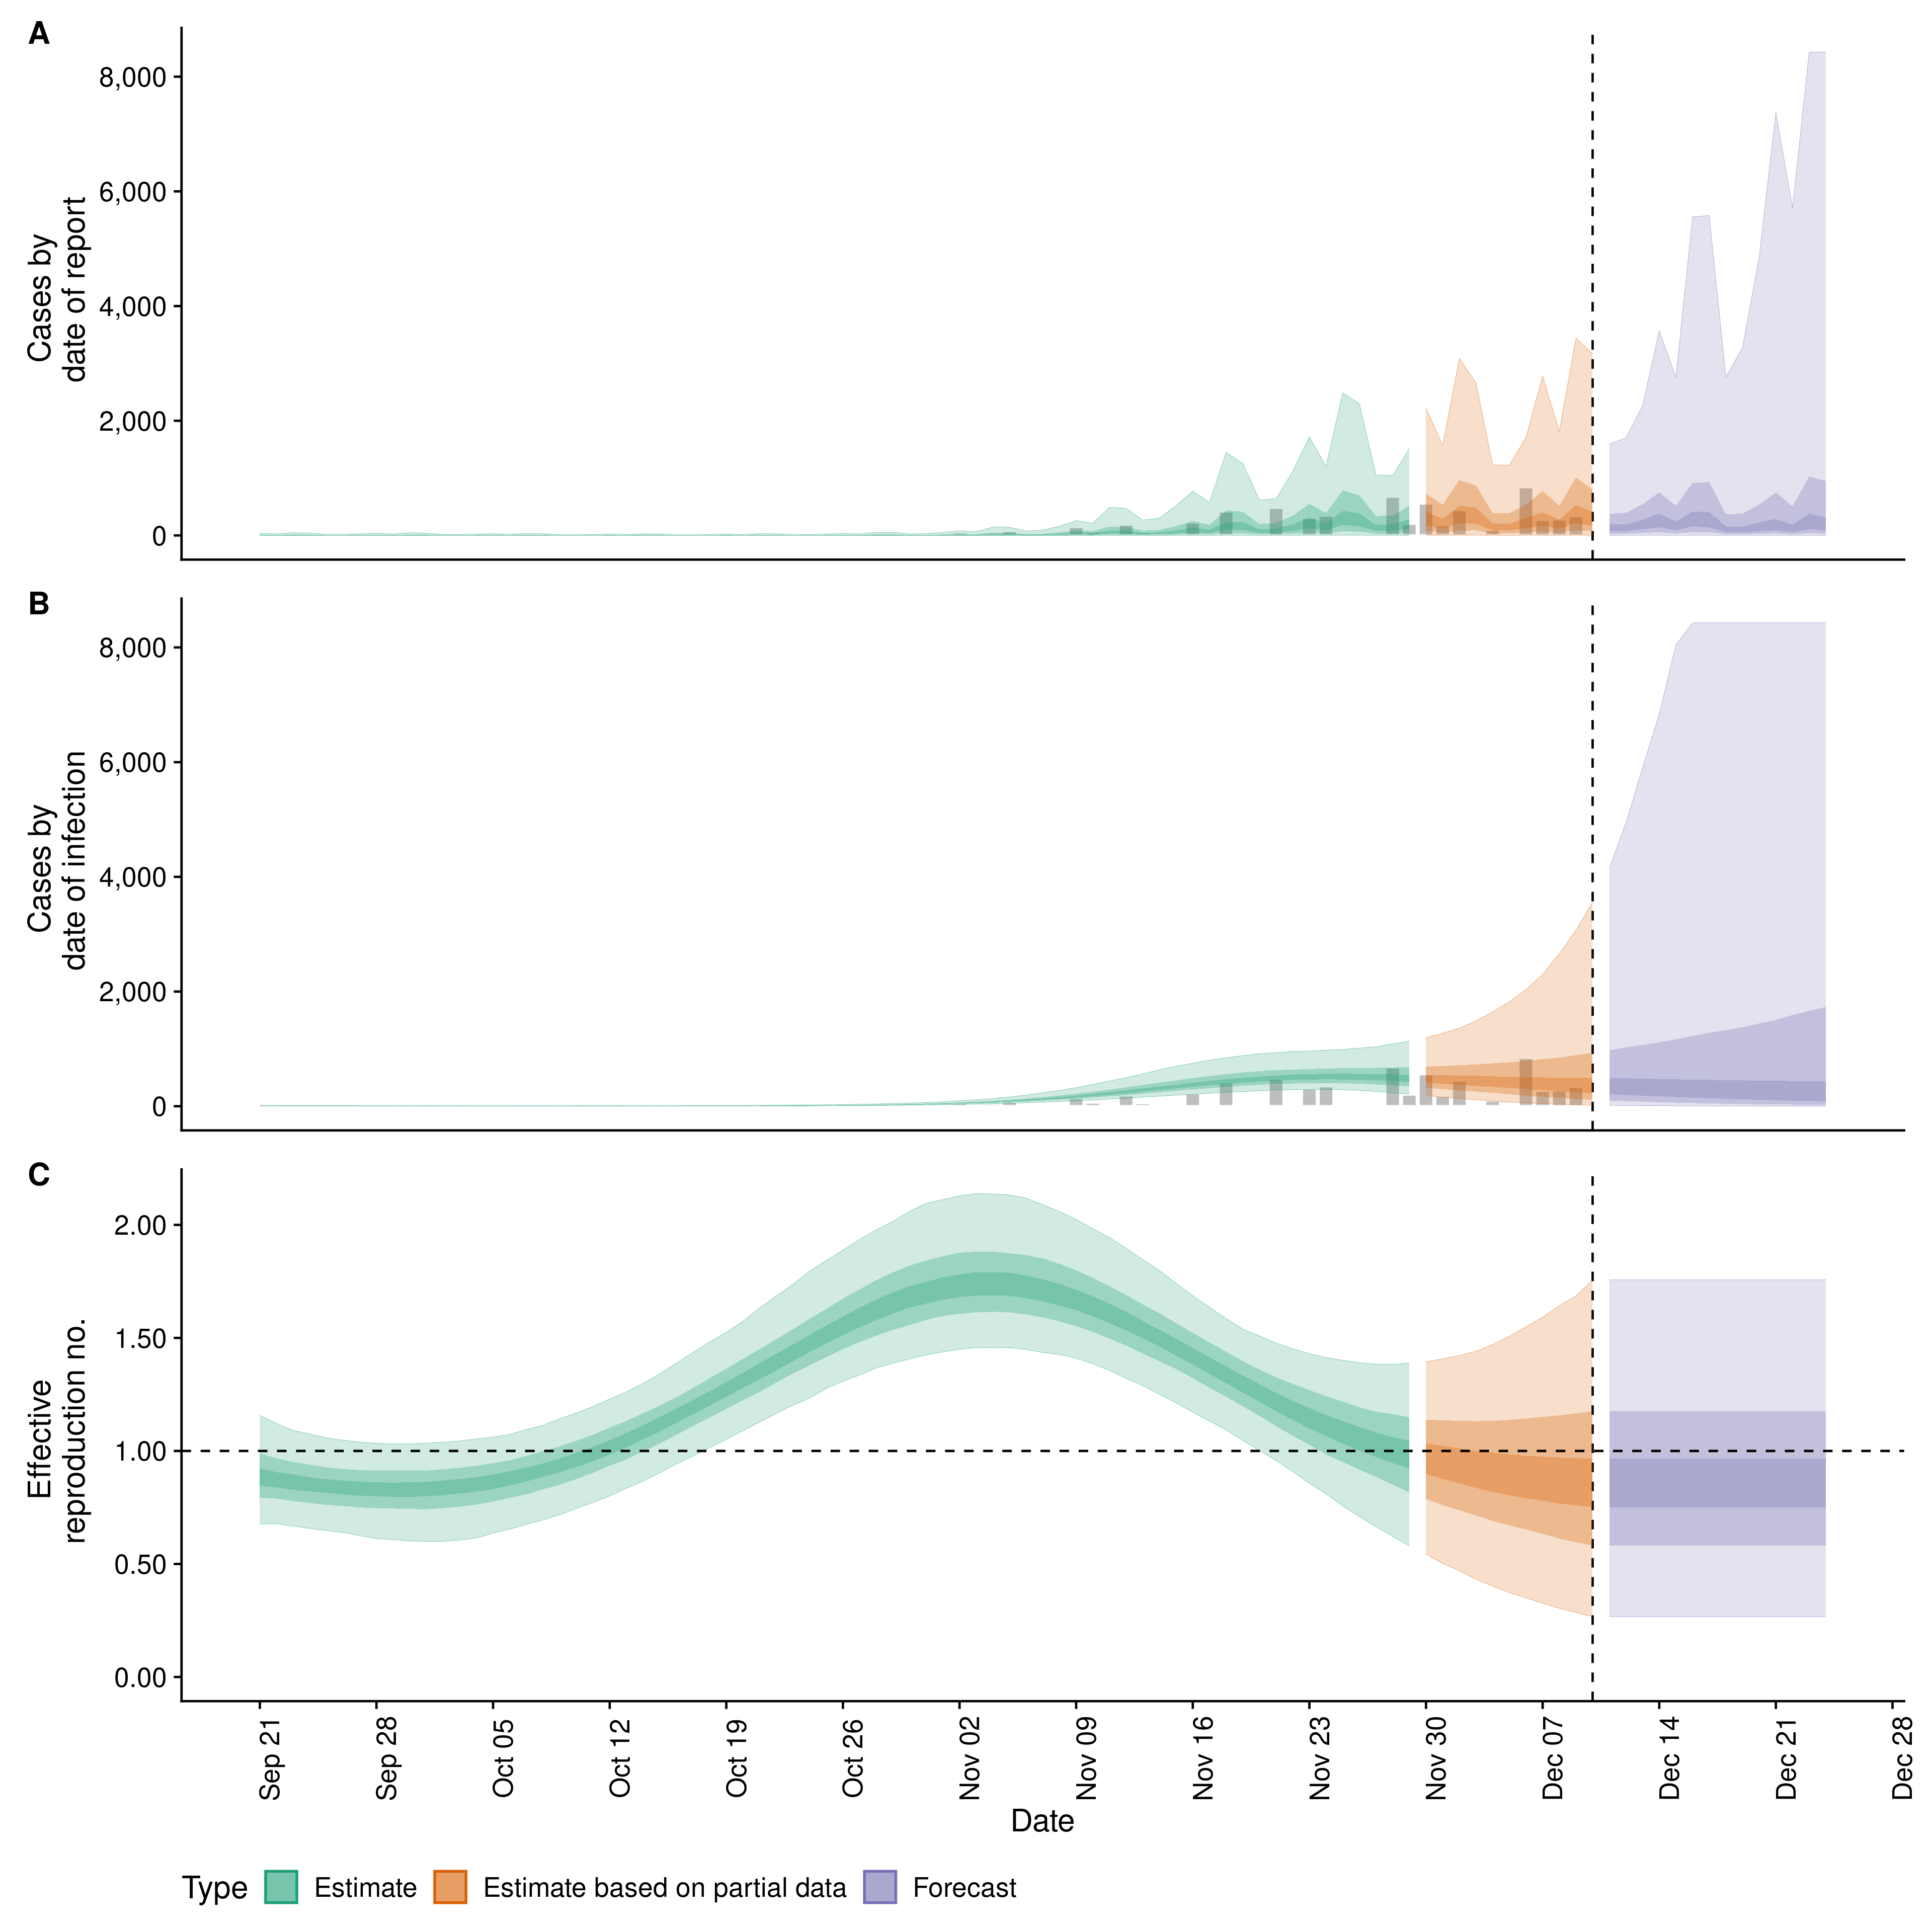 A
Cases by
date of report
8,000
6,000
4,000
2,000
0
B
Cases by
date of infection
8,000
6,000
4,000
2,000
0
C
Effective
reproduction no.
2.00
1.50
1.00
0.50
0.00
Sep 21
Sep 28
Oct 05
Oct 12
Oct 19
Oct 26
Nov 02
Nov 09
Nov 16
Nov 23
Nov 30
Dec 07
Dec 14
Dec 21
Dec 28
Date
Type Estimate Estimate based on partial data Forecast